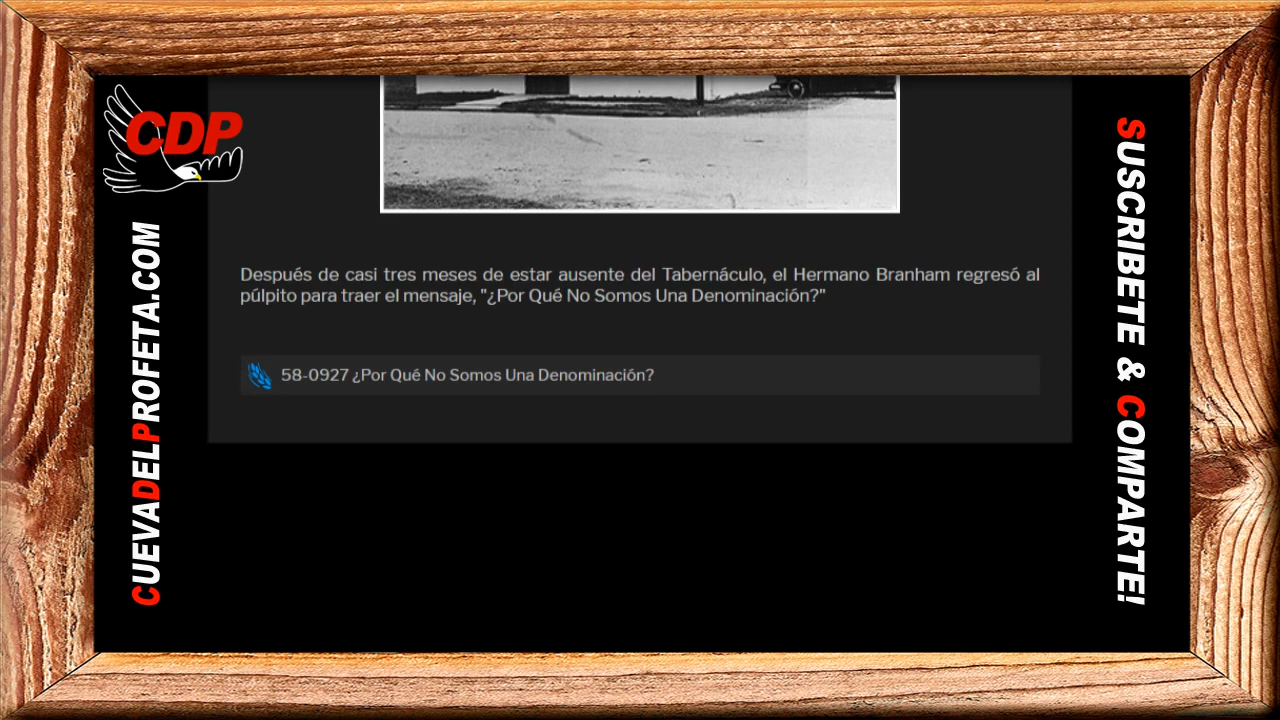 CDP
CUEVADELPROFETA.COM
Después de casi tres meses de estar ausente del Tabernáculo, el Hermano Branham regresó al
púlpito para traer el mensaje, "¿Por Qué No Somos Una Denominación?"
58-0927 ¿Por Qué No Somos Una Denominación?
SUSCRIBETE & COMPARTE!